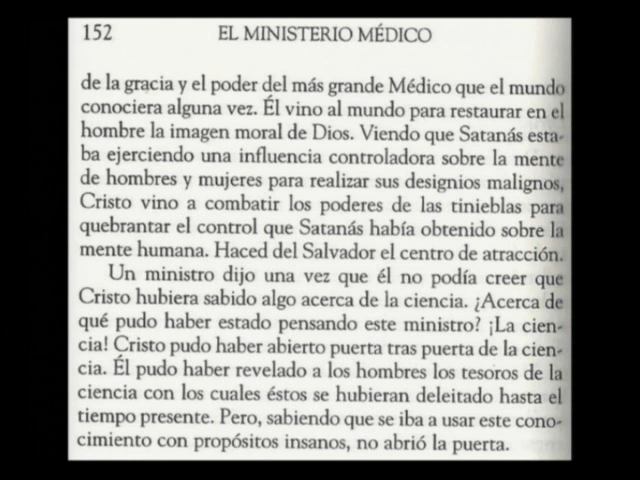 152 EL MINISTERIO MÉDICO
de la gracia y el poder del más grande Médico que el mundo
conociera alguna vez. Él vino al mundo para restaurar en el
hombre la imagen moral de Dios. Viendo que Satanás esta-
ba ejerciendo una influencia controladora sobre la mente
de hombres y mujeres para realizar sus designios malignos,
Cristo vino a combatir los poderes de las tinieblas para
quebrantar el control que Satanás había obtenido sobre la
mente humana. Haced del Salvador el centro de atracción.
Un ministro dijo una vez que él no podía creer que
Cristo hubiera sabido algo acerca de la ciencia. ¿Acerca de
qué pudo haber estado pensando este ministro? ¡La cien-
cia! Cristo pudo haber abierto puerta tras puerta de la cien-
cia. Él pudo haber revelado a los hombres los tesoros de la
ciencia con los cuales éstos se hubieran deleitado hasta el
tiempo presente. Pero, sabiendo que se iba a usar este cono-
cimiento con propósitos insanos, no abrió la puerta.